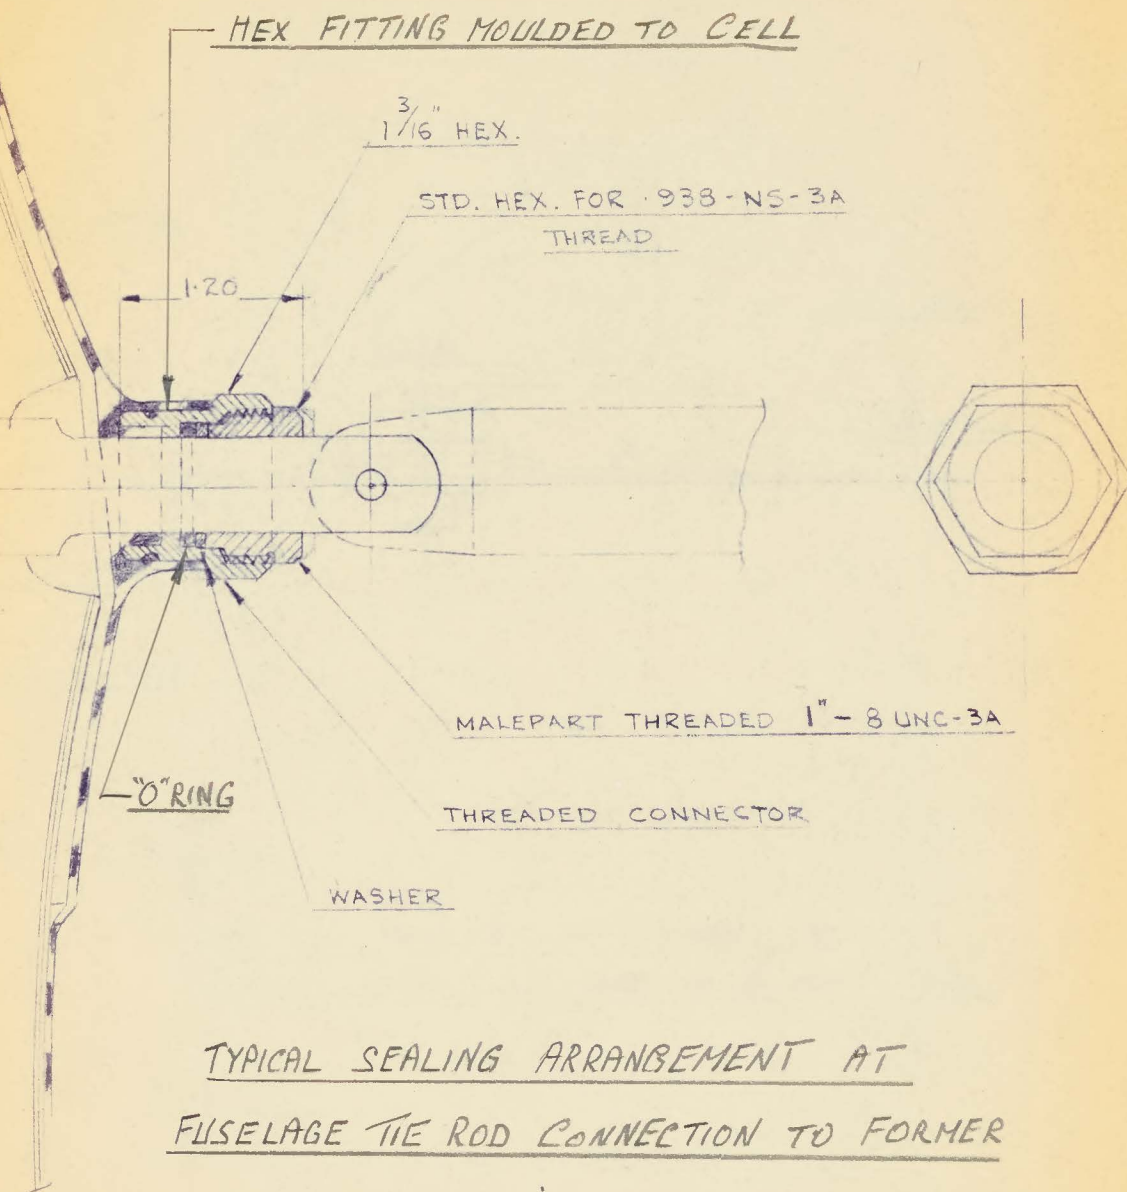 HEX FITTING MOULDED TO CELL
1 3/16" HEX.
STD. HEX. FOR .938-NS-3A
THREAD
1.20
MALEPART THREADED 1"-8 UNC-3A
"O" RING
THREADED CONNECTOR
WASHER
TYPICAL SEALING ARRANGEMENT AT
FUSELAGE TIE ROD CONNECTION TO FORMER